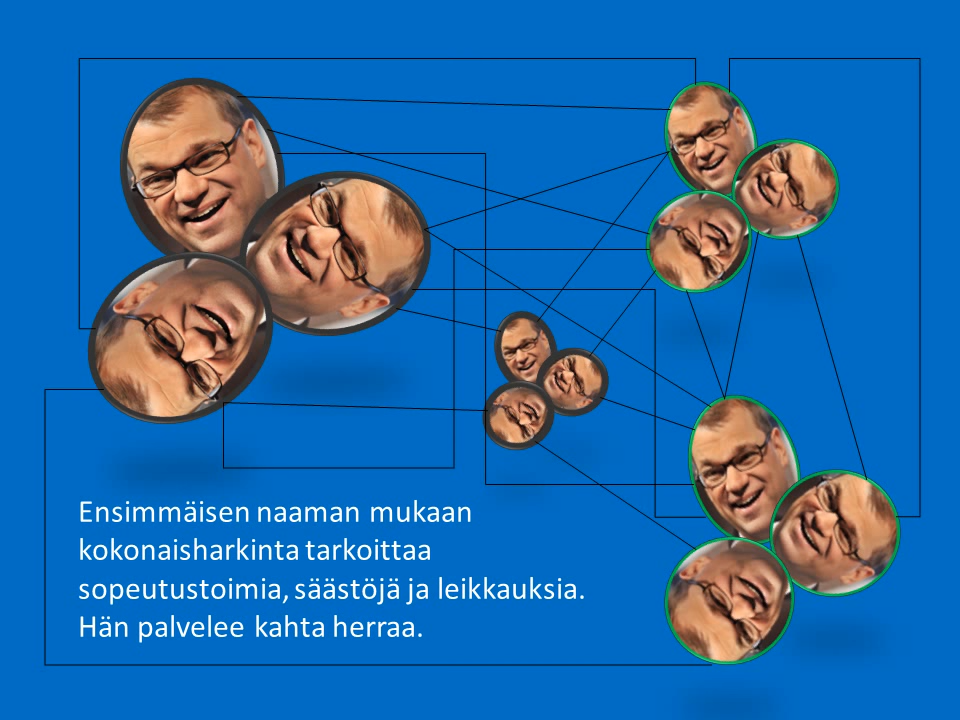 Ensimmäisen naaman mukaan
kokonaisharkinta tarkoittaa
sopeutustoimia, säästöjä ja leikkauksia.
Hän palvelee kahta herraa.